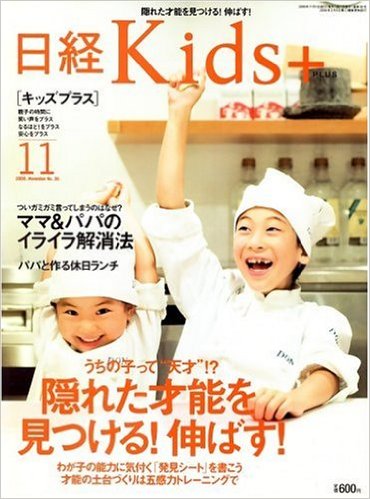 隠れた才能を見つける! 伸ばす!
日経Kids+
PLUS
[キッズプラス]
親子の時間に
笑い声をプラス
なるほど!をプラス
安心をプラス
11
2008. November No. 36
ついガミガミ言ってしまうのはなぜ?
ママ&パパの
イライラ解消法
パパと作る休日ランチ
うちの子って“天才”!?
隠れた才能を
見つける! 伸ばす!
わが子の能力に気付く「発見シート」を書こう
才能の土台づくりは五感力トレーニングで
定価600円